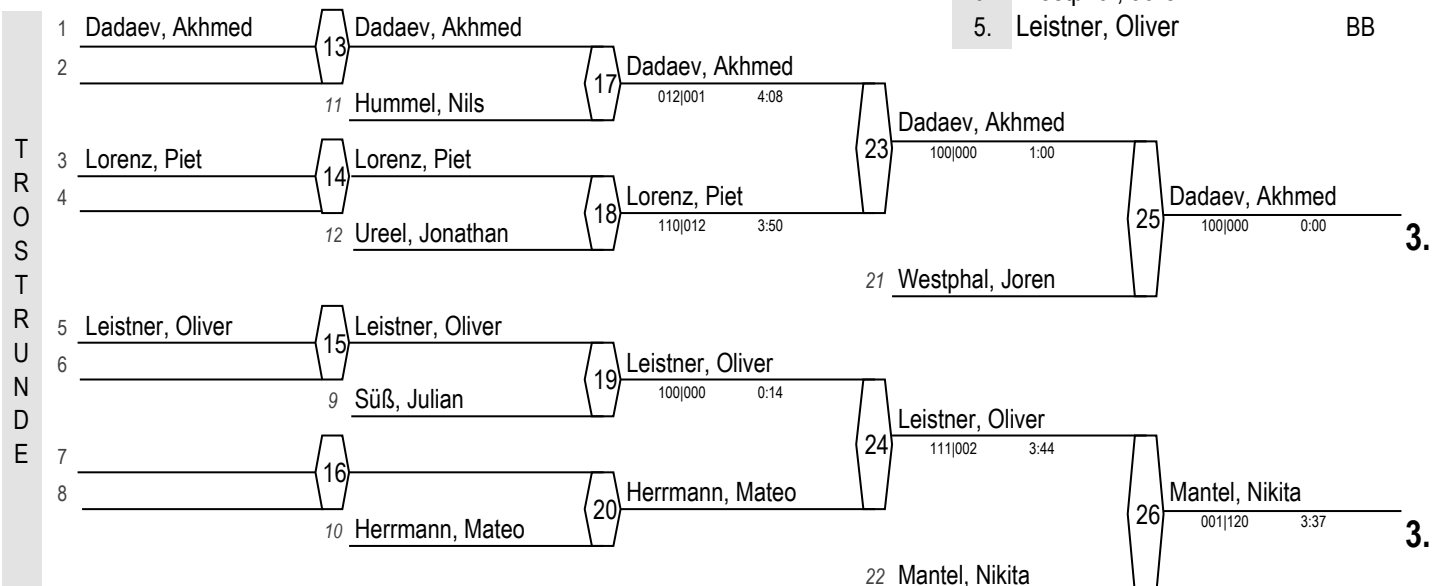 5. Leistner, Oliver BB
TROSTRUNDE
1 Dadaev, Akhmed
2
13 Dadaev, Akhmed
11 Hummel, Nils
17 Dadaev, Akhmed
012|001 4:08
3 Lorenz, Piet
4
14 Lorenz, Piet
12 Ureel, Jonathan
18 Lorenz, Piet
110|012 3:50
23 Dadaev, Akhmed
100|000 1:00
21 Westphal, Joren
25 Dadaev, Akhmed
100|000 0:00
3.
5 Leistner, Oliver
6
15 Leistner, Oliver
9 Süß, Julian
19 Leistner, Oliver
100|000 0:14
7
8
16
10 Herrmann, Mateo
20 Herrmann, Mateo
24 Leistner, Oliver
111|002 3:44
22 Mantel, Nikita
26 Mantel, Nikita
001|120 3:37
3.